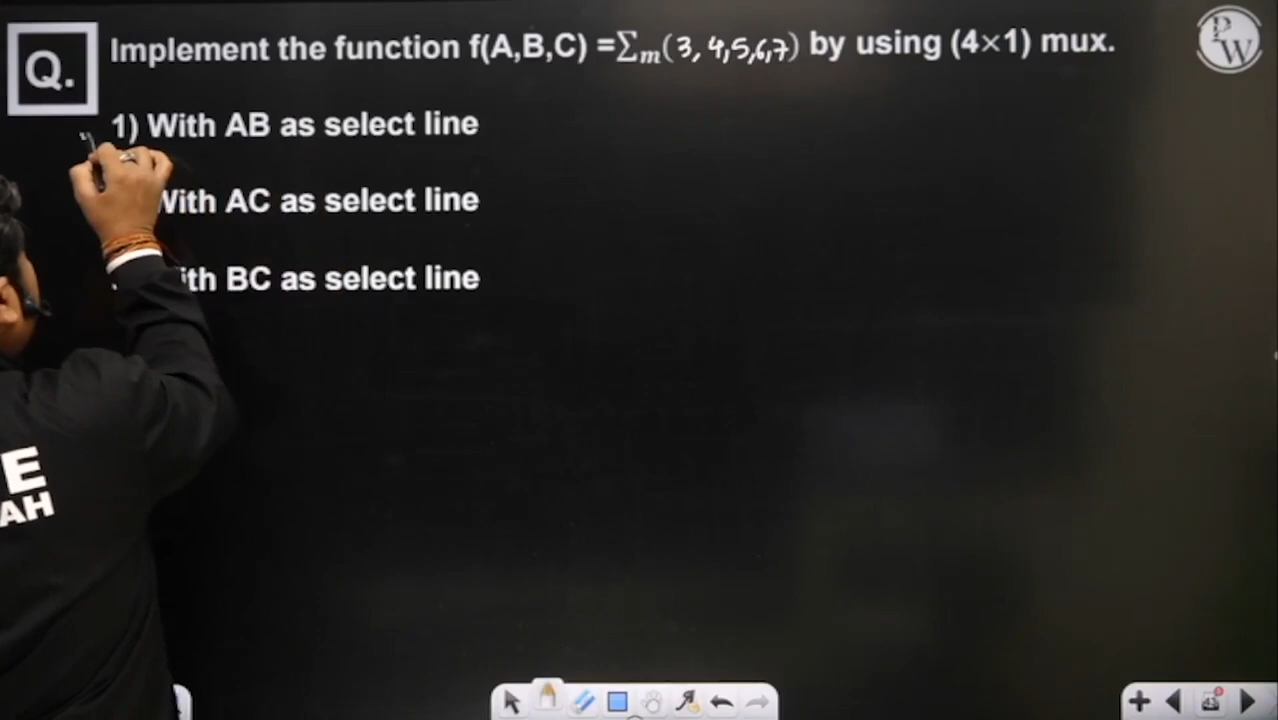 Q.
Implement the function f(A,B,C) =∑m(3, 4,5,6,7) by using (4×1) mux.
PW
1) With AB as select line
With AC as select line
BC as select line
E
AH